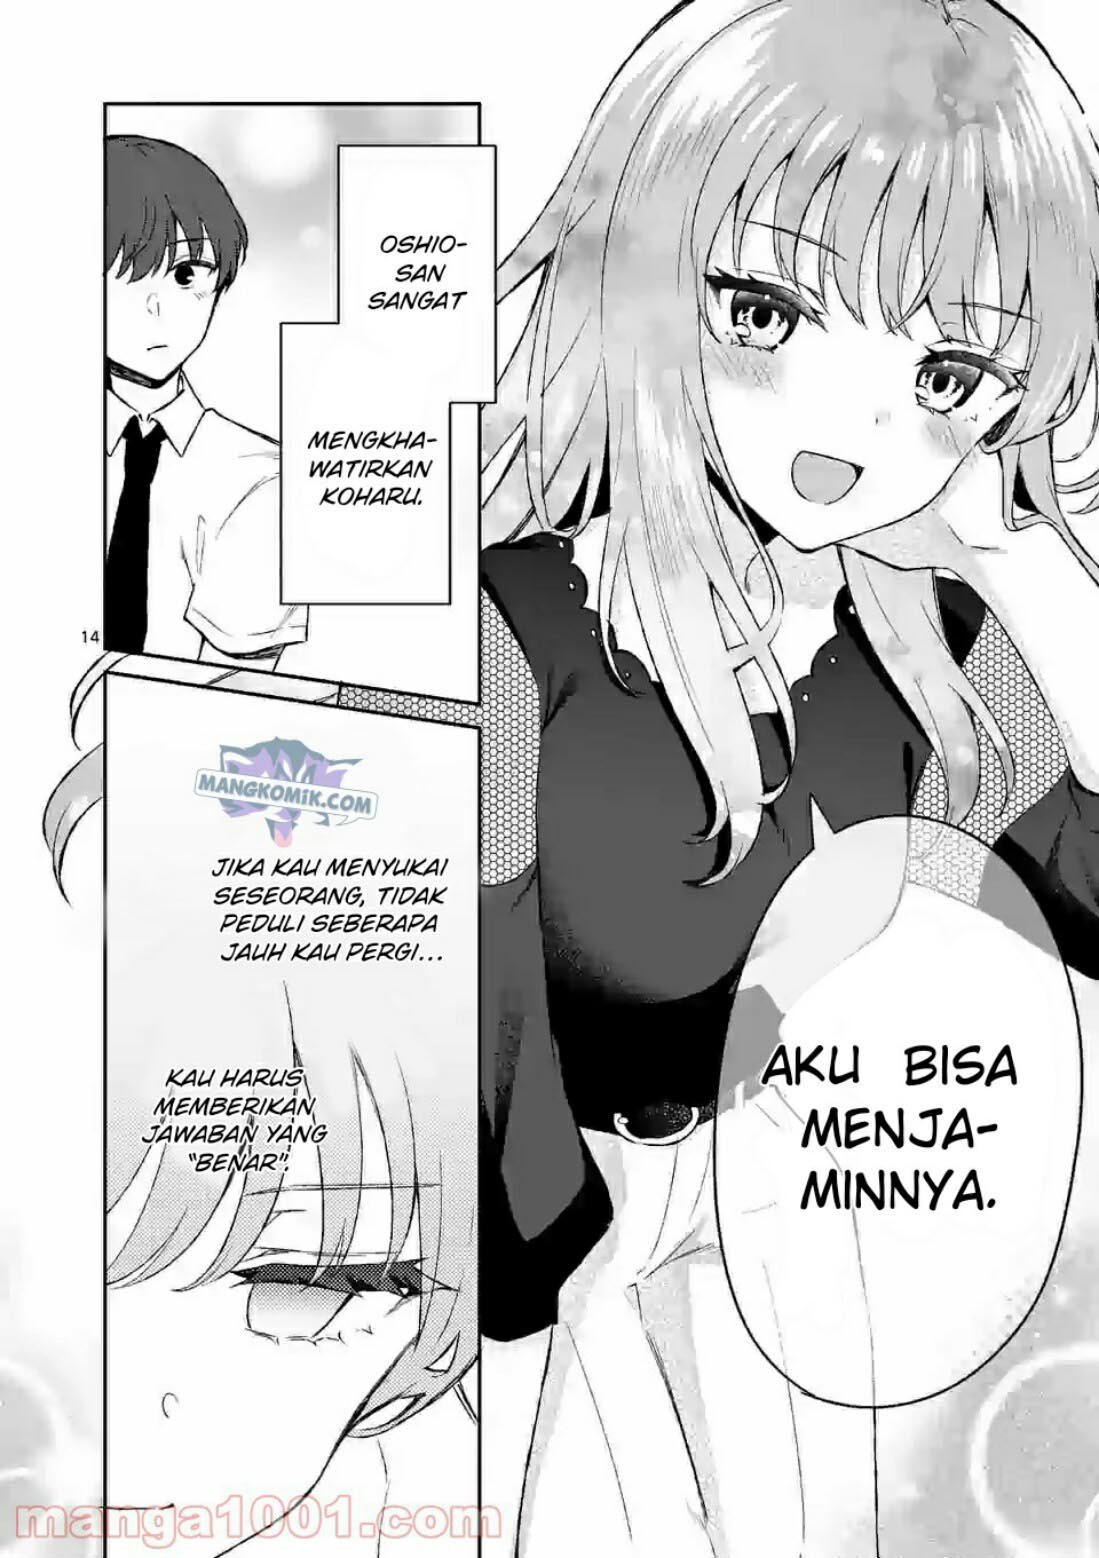 OSHIO-
SAN
SANGAT
MENGKHA-
WATIRKAN
KOHARU.
AKU BISA
MENJA-
MINNYA.
14
MANGKOMIK.COM
JIKA KAU MENYUKAI
SESEORANG, TIDAK
PEDULI SEBERAPA
JAUH KAU PERGI...
KAU HARUS
MEMBERIKAN
JAWABAN YANG
"BENAR".
manga1001.com